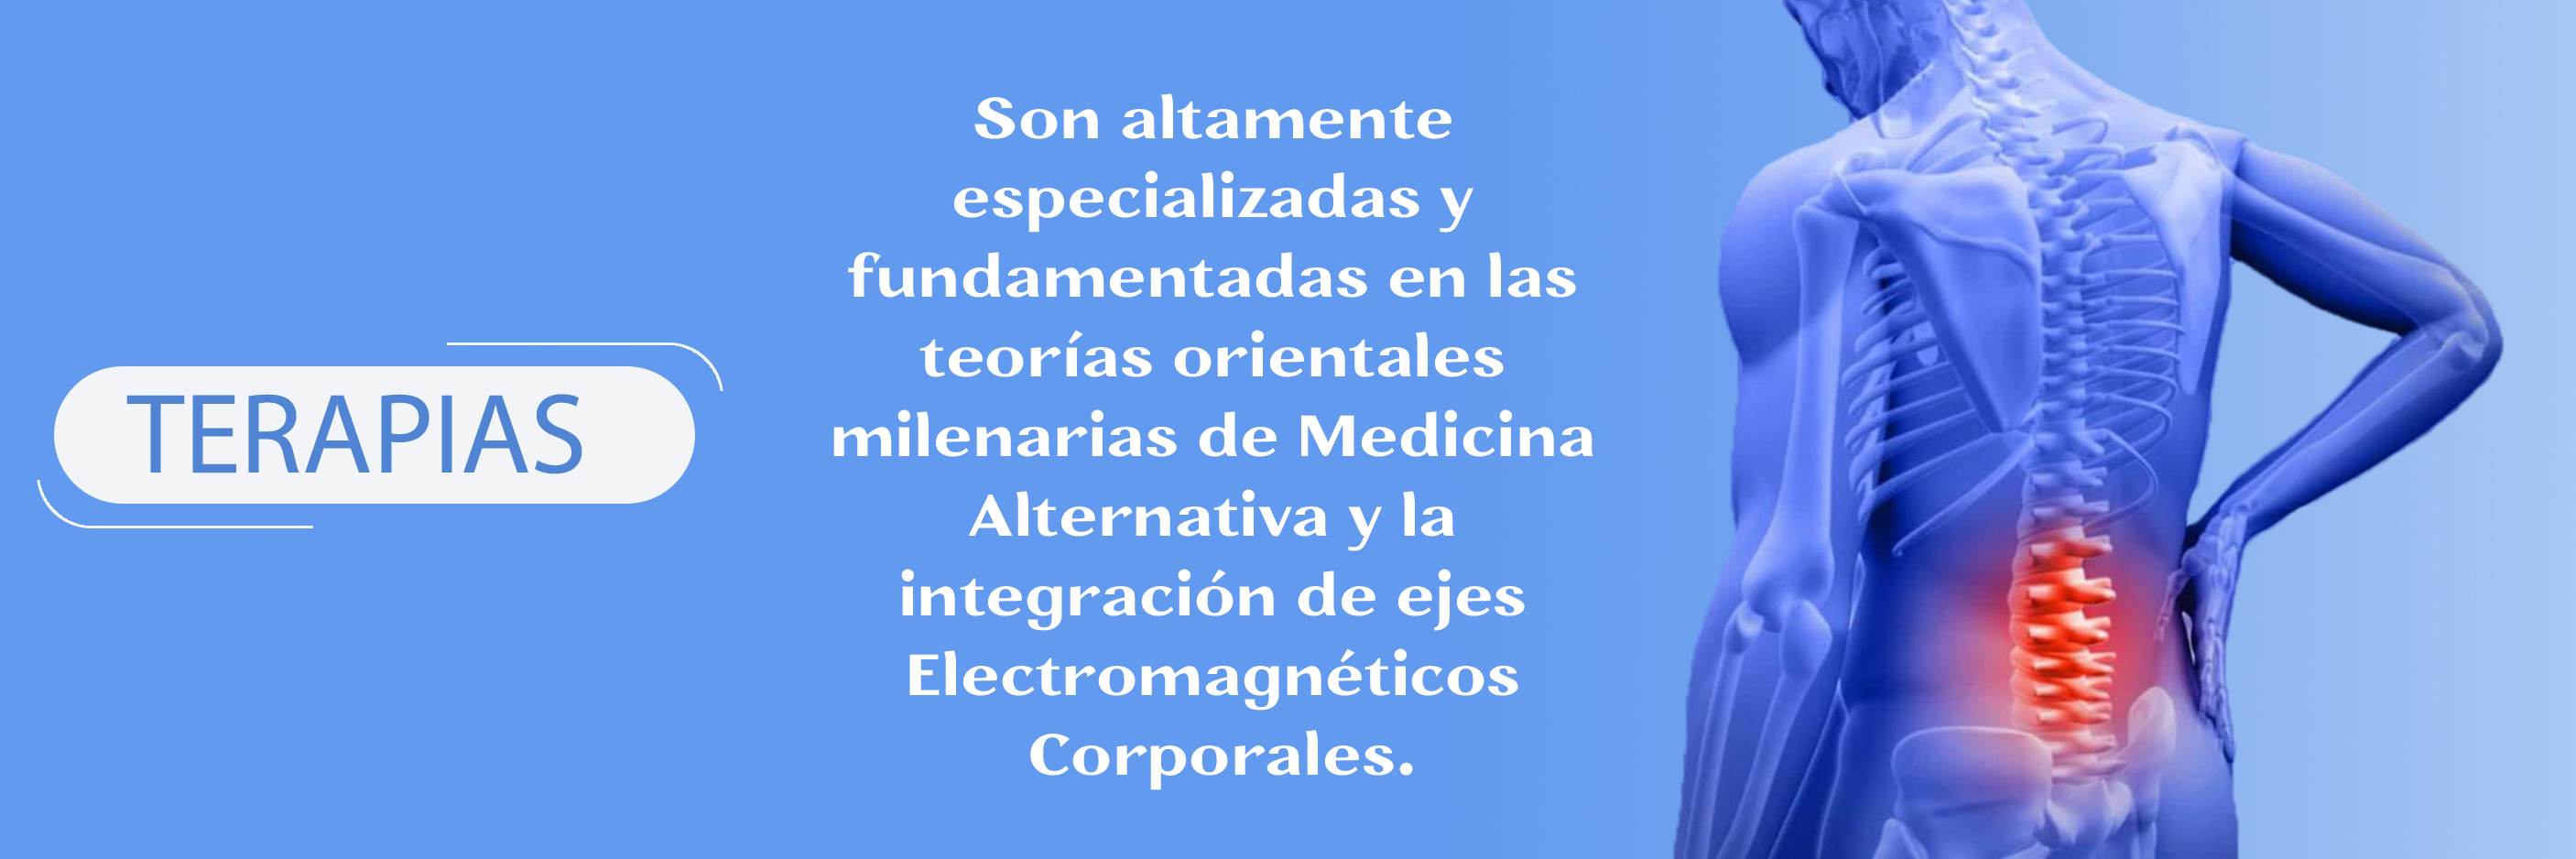 TERAPIAS
Son altamente
especializadas y
fundamentadas en las
teorías orientales
milenarias de Medicina
Alternativa y la
integración de ejes
Electromagnéticos
Corporales.